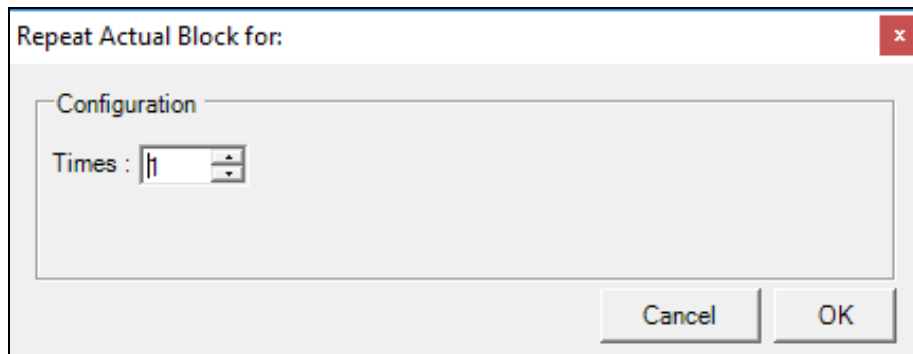 Repeat Actual Block for:
x
Configuration
Times : 1
Cancel OK